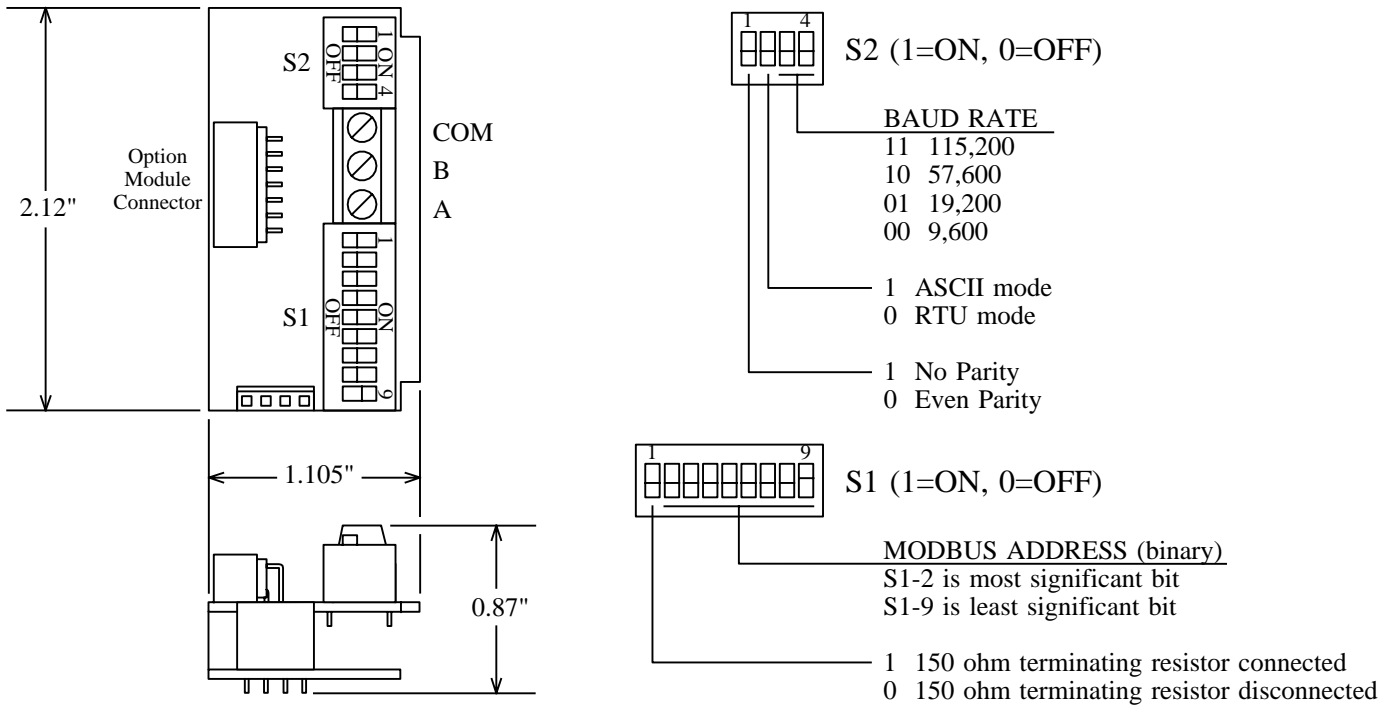 S2
1
ON
OFF
4
COM
B
A
Option
Module
Connector
2.12"
S1
1
ON
OFF
9
1.105"
0.87"
1 4
S2 (1=ON, 0=OFF)
BAUD RATE
11 115,200
10 57,600
01 19,200
00 9,600
1 ASCII mode
0 RTU mode
1 No Parity
0 Even Parity
1 9
S1 (1=ON, 0=OFF)
MODBUS ADDRESS (binary)
S1-2 is most significant bit
S1-9 is least significant bit
1 150 ohm terminating resistor connected
0 150 ohm terminating resistor disconnected